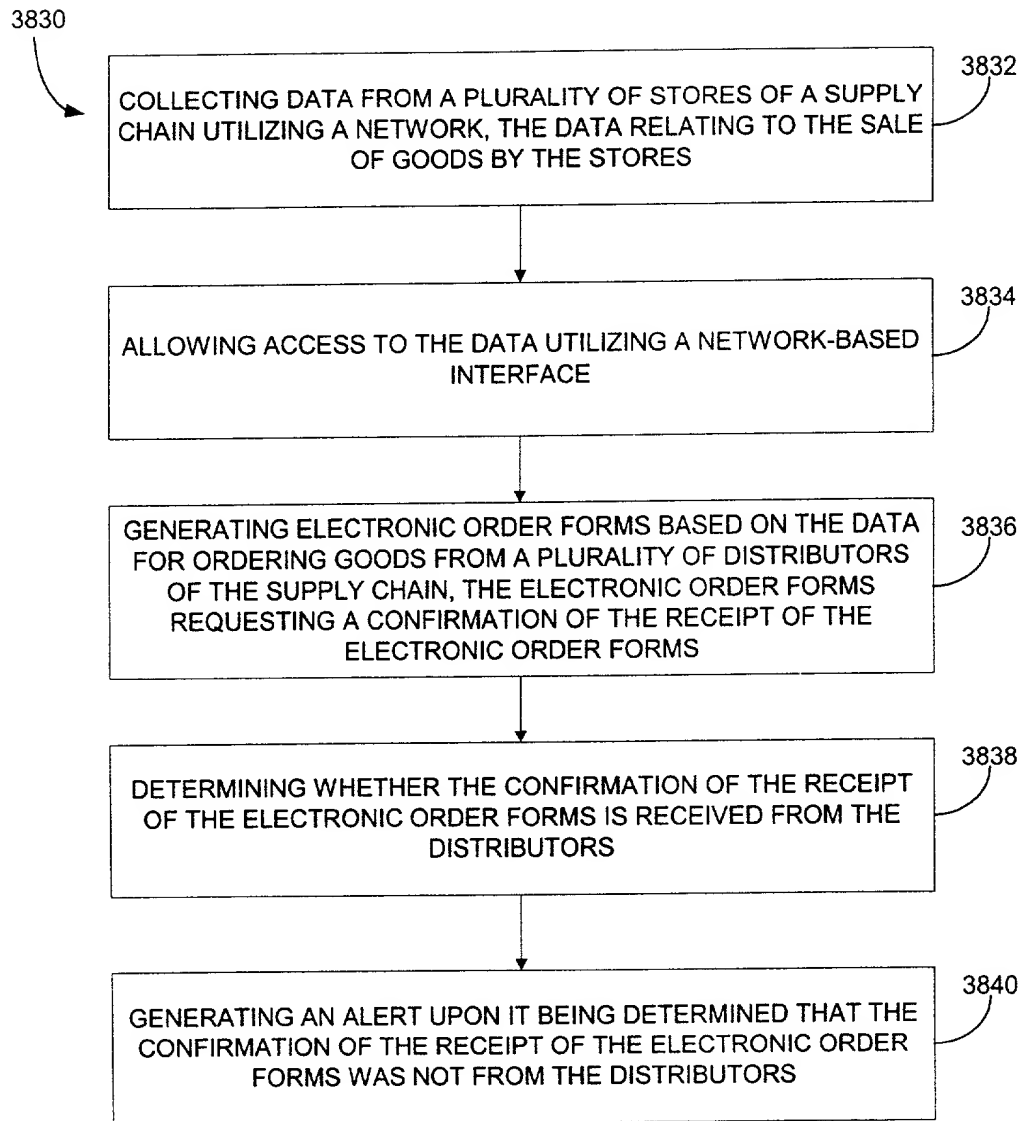 3830
3832
COLLECTING DATA FROM A PLURALITY OF STORES OF A SUPPLY
CHAIN UTILIZING A NETWORK, THE DATA RELATING TO THE SALE
OF GOODS BY THE STORES
3834
ALLOWING ACCESS TO THE DATA UTILIZING A NETWORK-BASED
INTERFACE
3836
GENERATING ELECTRONIC ORDER FORMS BASED ON THE DATA
FOR ORDERING GOODS FROM A PLURALITY OF DISTRIBUTORS
OF THE SUPPLY CHAIN, THE ELECTRONIC ORDER FORMS
REQUESTING A CONFIRMATION OF THE RECEIPT OF THE
ELECTRONIC ORDER FORMS
3838
DETERMINING WHETHER THE CONFIRMATION OF THE RECEIPT
OF THE ELECTRONIC ORDER FORMS IS RECEIVED FROM THE
DISTRIBUTORS
3840
GENERATING AN ALERT UPON IT BEING DETERMINED THAT THE
CONFIRMATION OF THE RECEIPT OF THE ELECTRONIC ORDER
FORMS WAS NOT FROM THE DISTRIBUTORS